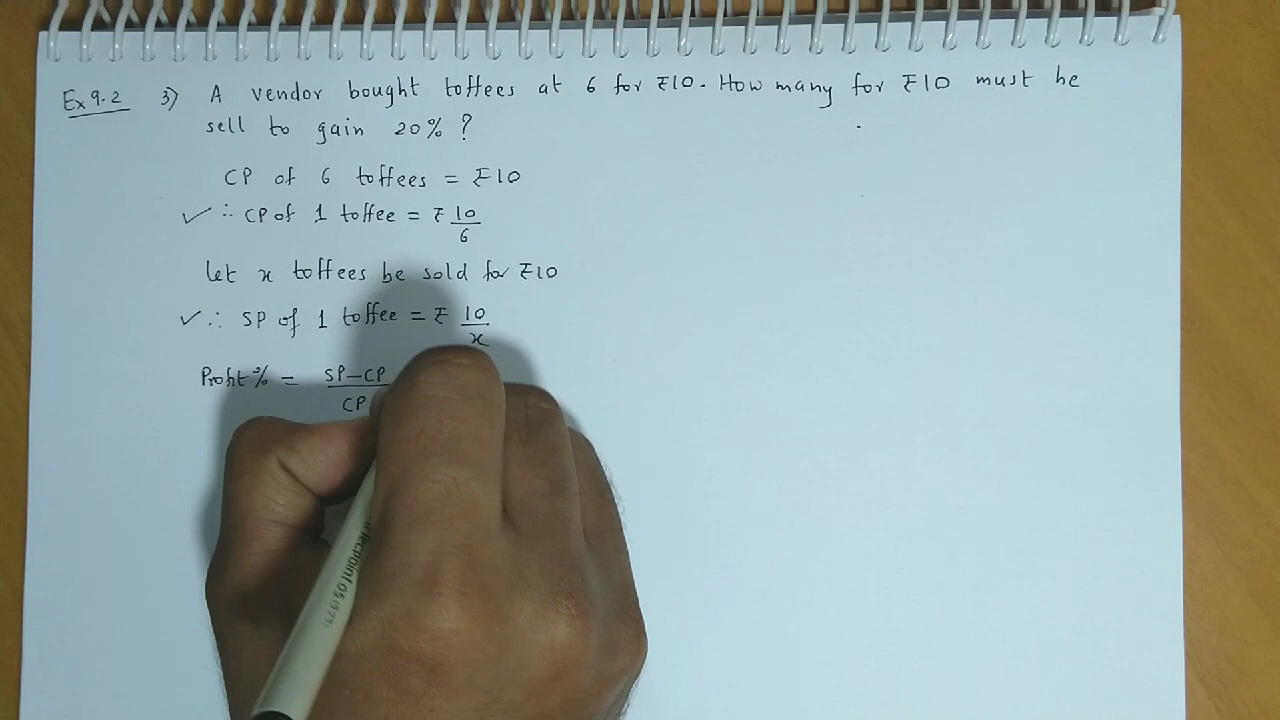 Ex 9.2 3) A vendor bought toffees at 6 for ₹10. How many for ₹10 must he
sell to gain 20% ?
CP of 6 toffees = ₹10
✓ ∴ CP of 1 toffee = ₹ 10/6
let x toffees be sold for ₹10
✓ ∴ SP of 1 toffee = ₹ 10/x
Profit % = SP-CP/CP